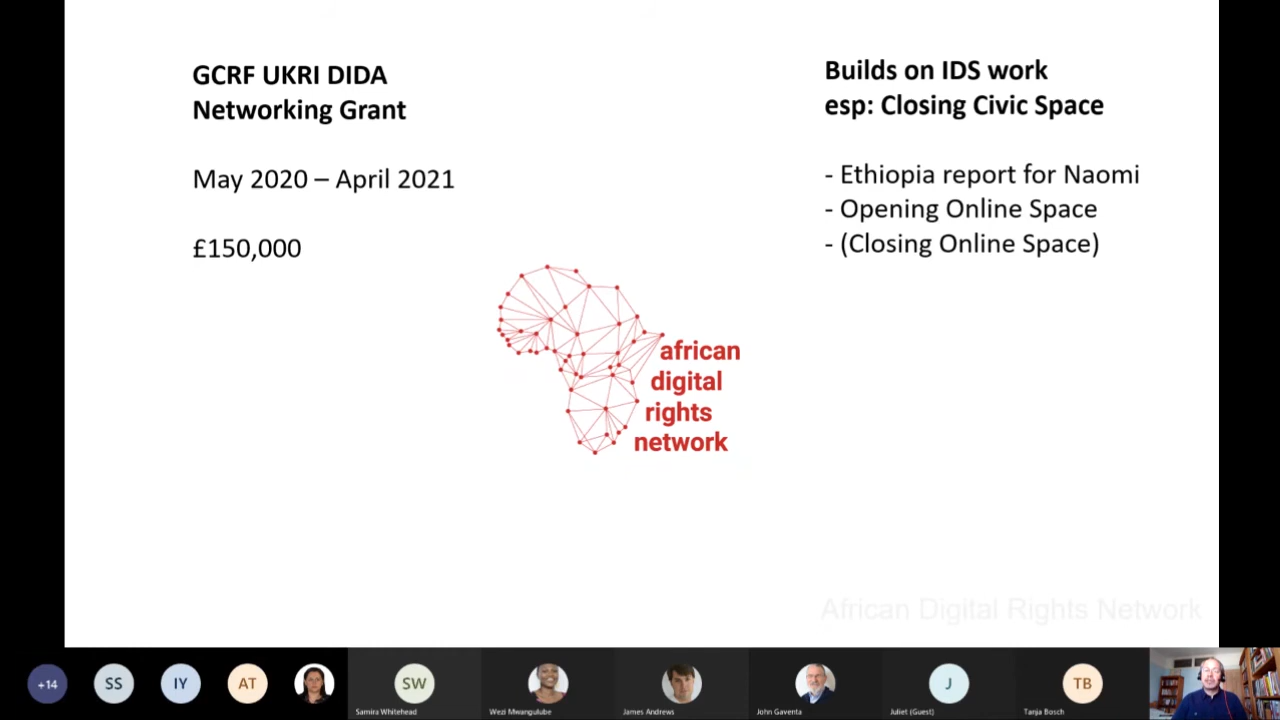 GCRF UKRI DIDA
Networking Grant
May 2020 – April 2021
£150,000
Builds on IDS work
esp: Closing Civic Space
- Ethiopia report for Naomi
- Opening Online Space
- (Closing Online Space)
african
digital
rights
network
African Digital Rights Network
+14
SS
IY
AT
SW
Samira Whitehead
Wezi Mwangulube
James Andrews
John Gaventa
J
Juliet (Guest)
TB
Tanja Bosch